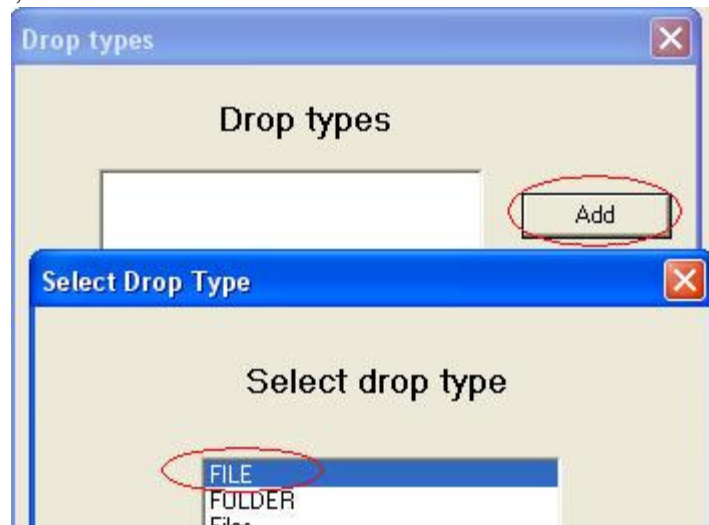 Drop types
Drop types
Add
Select Drop Type
Select drop type
FILE
FOLDER